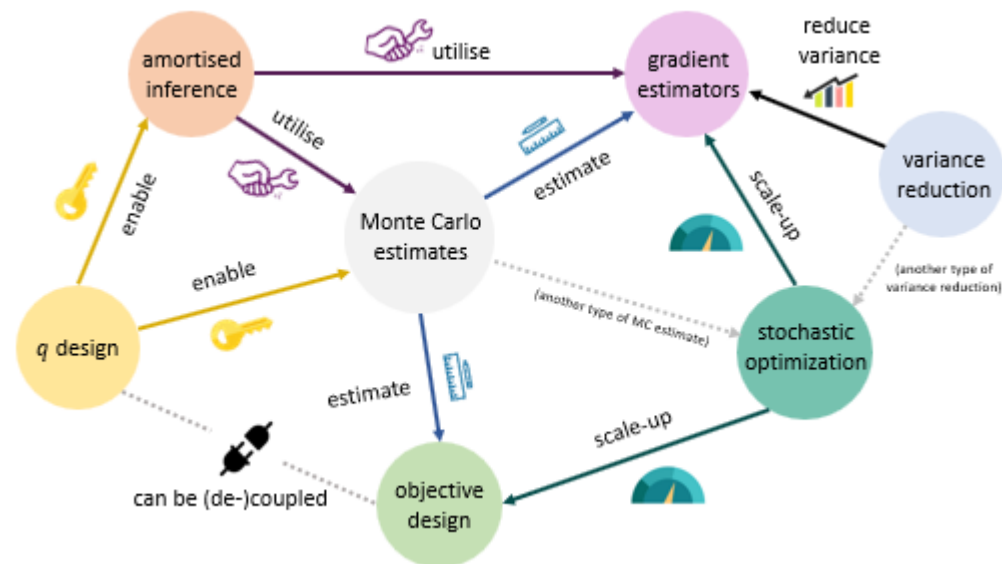 amortised
inference
utilise
gradient
estimators
reduce
variance
variance
reduction
utilise
estimate
scale-up
enable
Monte Carlo
estimates
enable
(another type of
variance reduction)
(another type of MC estimate)
q design
stochastic
optimization
estimate
scale-up
can be (de-)coupled
objective
design